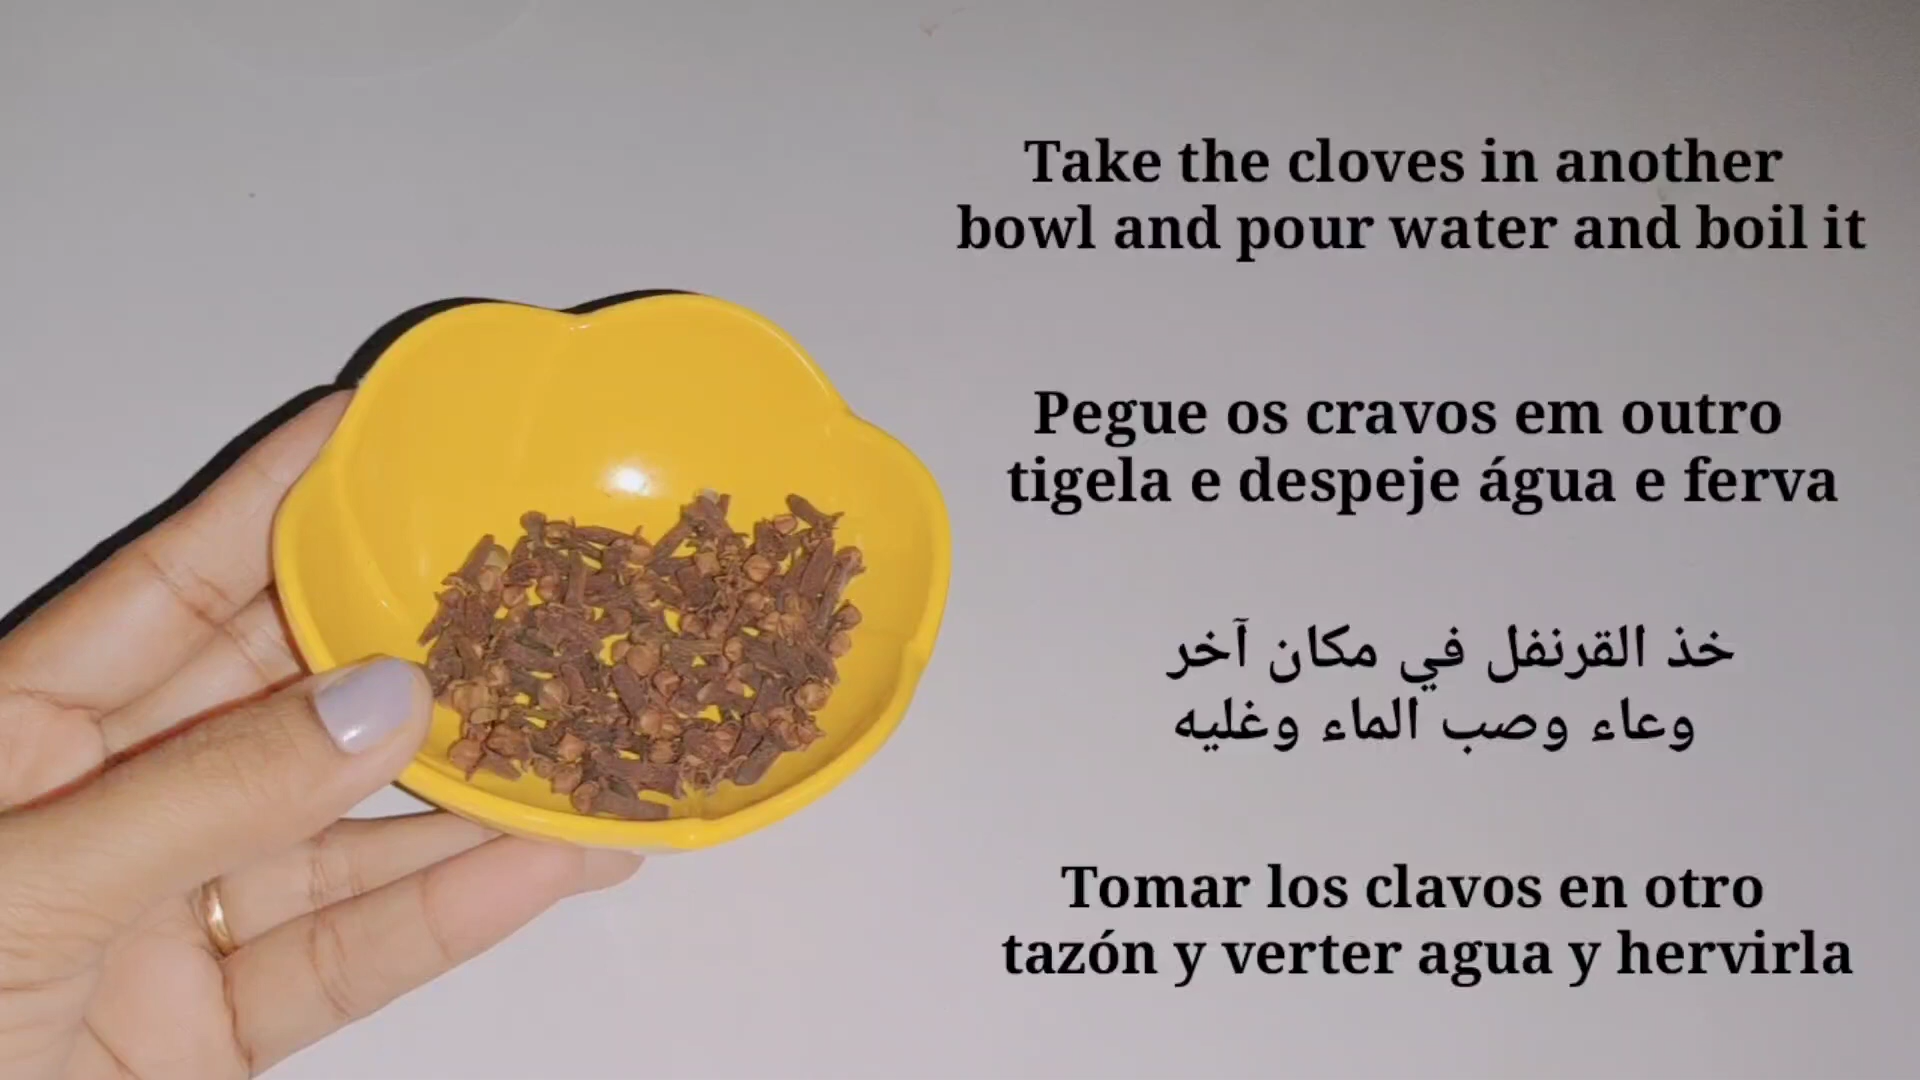 Take the cloves in another
bowl and pour water and boil it
Pegue os cravos em outro
tigela e despeje água e ferva
خذ القرنفل في مكان آخر
وعاء وصب الماء وغليه
Tomar los clavos en otro
tazón y verter agua y hervirla